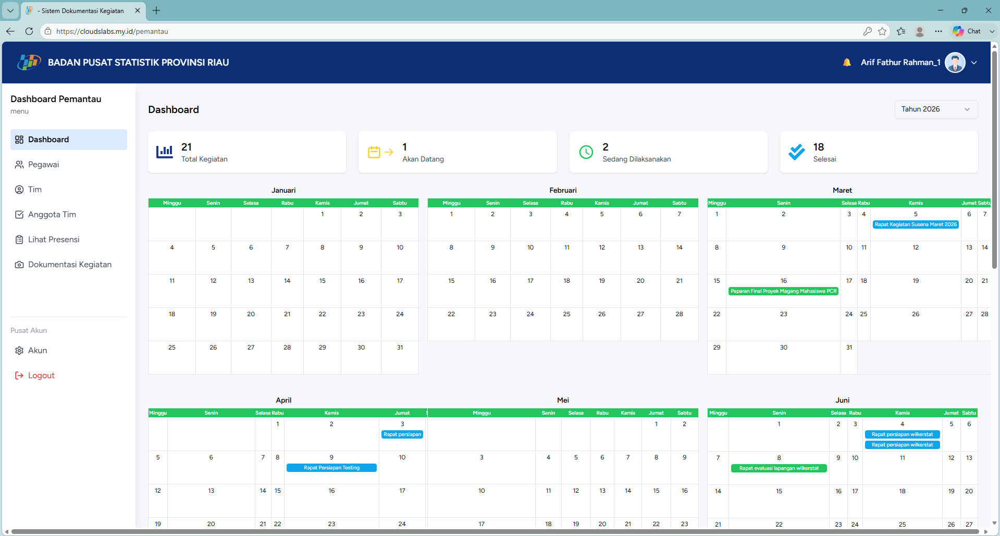 - Sistem Dokumentasi Kegiatan
https://cloudslabs.my.id/pemantau
Chat
BADAN PUSAT STATISTIK PROVINSI RIAU
Arif Fathur Rahman_1
Dashboard Pemantau
menu
Dashboard
Pegawai
Tim
Anggota Tim
Lihat Presensi
Dokumentasi Kegiatan
Pusat Akun
Akun
Logout
Dashboard
Tahun 2026
21
Total Kegiatan
1
Akan Datang
2
Sedang Dilaksanakan
18
Selesai
Januari
Minggu Senin Selasa Rabu Kamis Jumat Sabtu
1 2 3
4 5 6 7 8 9 10
11 12 13 14 15 16 17
18 19 20 21 22 23 24
25 26 27 28 29 30 31
Februari
Minggu Senin Selasa Rabu Kamis Jumat Sabtu
1 2 3 4 5 6 7
8 9 10 11 12 13 14
15 16 17 18 19 20 21
22 23 24 25 26 27 28
Maret
Minggu Senin Selasa Rabu Kamis Jumat Sabtu
1 2 3 4 5 6 7
Rapat Kegiatan Susena Maret 2026
8 9 10 11 12 13 14
15 16 17 18 19 20 21
Paparan Final Proyek Magang Mahasiswa PCR
22 23 24 25 26 27 28
29 30 31
April
Minggu Senin Selasa Rabu Kamis Jumat
1 2 3
Rapat persiapan
5 6 7 8 9 10
Rapat Persiapan Testing
12 13 14 15 16 17
19 20 21 22 23 24
Mei
Minggu Senin Selasa Rabu Kamis Jumat Sabtu
1 2
3 4 5 6 7 8 9
10 11 12 13 14 15 16
17 18 19 20 21 22 23
Juni
Minggu Senin Selasa Rabu Kamis Jumat Sabtu
1 2 3 4 5 6
Rapat persiapan wilkerstat
Rapat persiapan wilkerstat
7 8 9 10 11 12 13
Rapat evaluasi lapangan wilkerstat
14 15 16 17 18 19 20
21 22 23 24 25 26 27